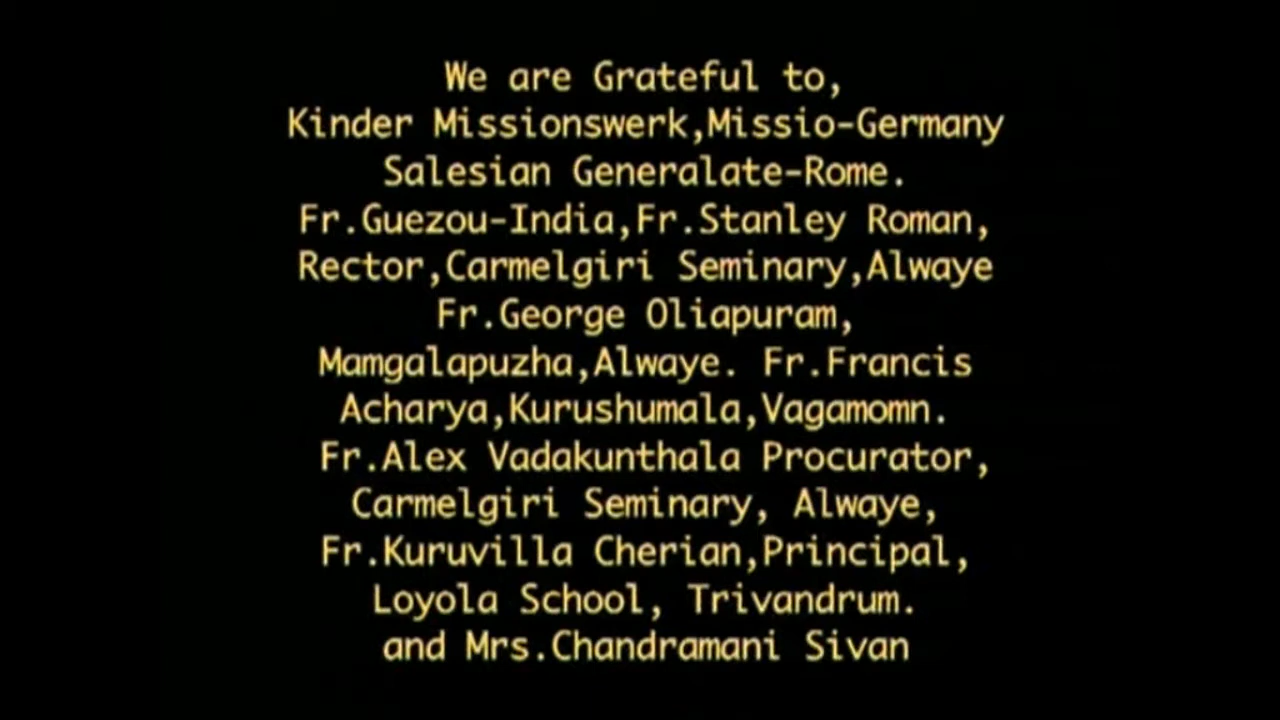 We are Grateful to,
Kinder Missionswerk,Missio-Germany
Salesian Generalate-Rome.
Fr.Guezou-India,Fr.Stanley Roman,
Rector,Carmelgiri Seminary,Alwaye
Fr.George Oliapuram,
Mamgalapuzha,Alwaye. Fr.Francis
Acharya,Kurushumala,Vagamomn.
Fr.Alex Vadakunthala Procurator,
Carmelgiri Seminary, Alwaye,
Fr.Kuruvilla Cherian,Principal,
Loyola School, Trivandrum.
and Mrs.Chandramani Sivan